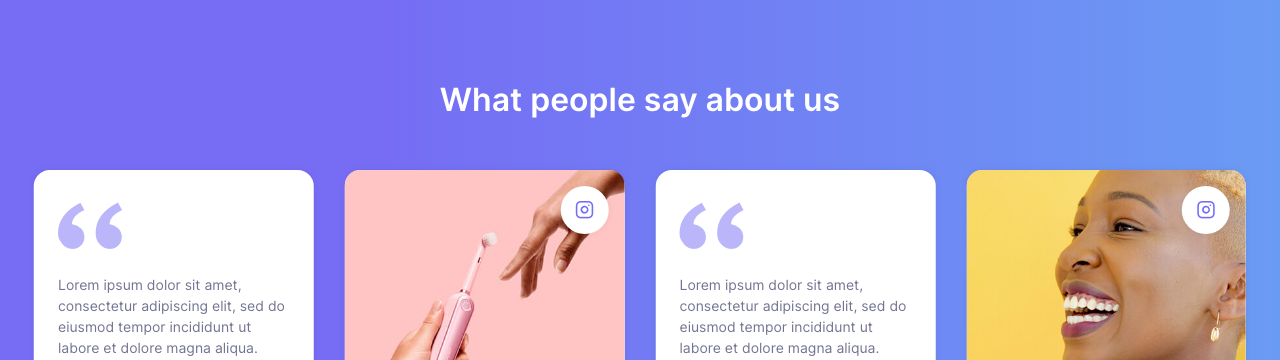 What people say about us
Lorem ipsum dolor sit amet,
consectetur adipiscing elit, sed do
eiusmod tempor incididunt ut
labore et dolore magna aliqua.
Lorem ipsum dolor sit amet,
consectetur adipiscing elit, sed do
eiusmod tempor incididunt ut
labore et dolore magna aliqua.